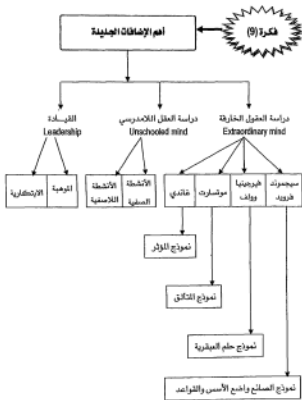 فكرة (9)
أهم الإضافات الجديدة
دراسة العقول الخارقة
Extraordinary mind
دراسة العقل اللامدرسي
Unschooled mind
القيادة
Leadership
سيجموند
فرويد
فيرجينيا
وولف
موتسارت
غاندي
الأنشطة
الصفية
الأنشطة
اللاصفية
الموهبة
الابتكارية
نموذج المؤثر
نموذج المتألق
نموذج حلم العبقرية
نموذج الصانع واضع الأسس والقواعد